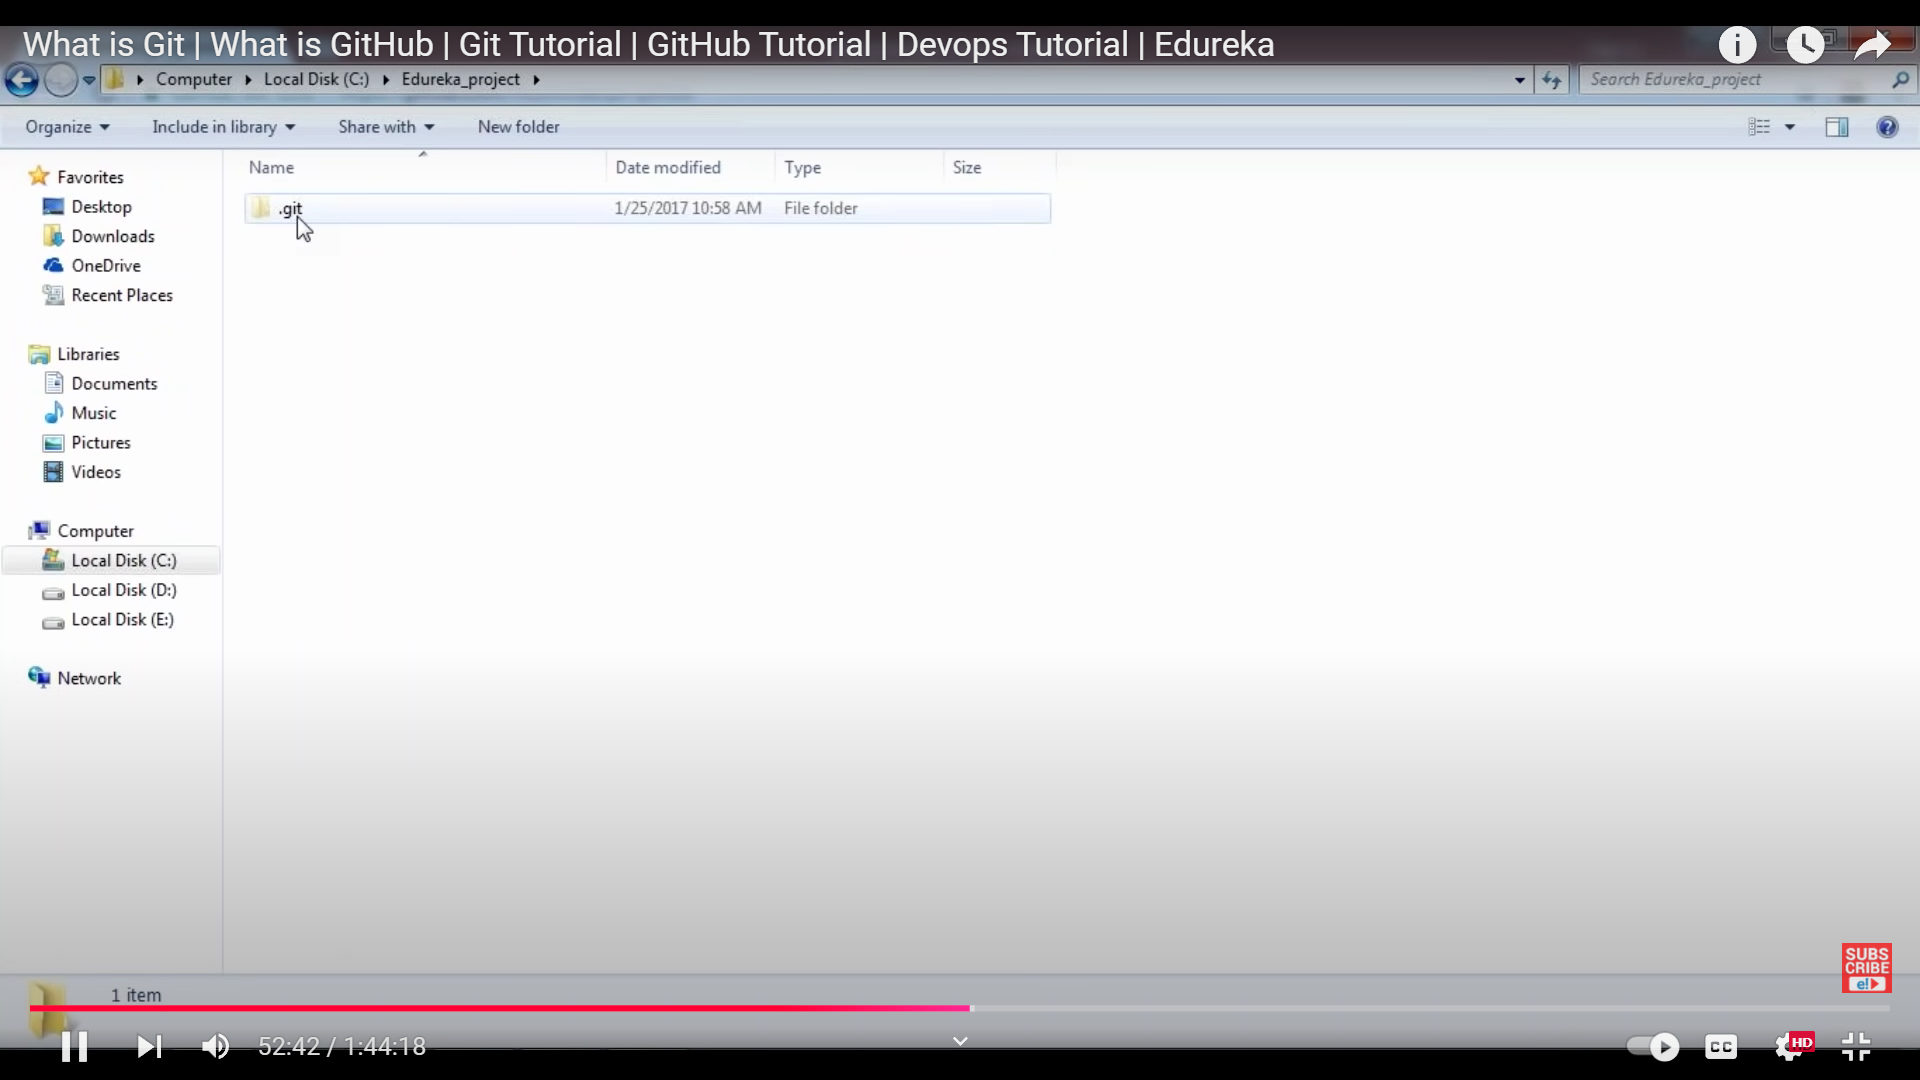 What is Git | What is GitHub | Git Tutorial | GitHub Tutorial | Devops Tutorial | Edureka
Computer Local Disk (C:) Edureka_project Search Edureka_project
Organize Include in library Share with New folder
Name Date modified Type Size
.git 1/25/2017 10:58 AM File folder
Favorites
Desktop
Downloads
OneDrive
Recent Places
Libraries
Documents
Music
Pictures
Videos
Computer
Local Disk (C:)
Local Disk (D:)
Local Disk (E:)
Network
SUBS
CRIBE
e!
1 item
52:42 / 1:44:18 CC HD